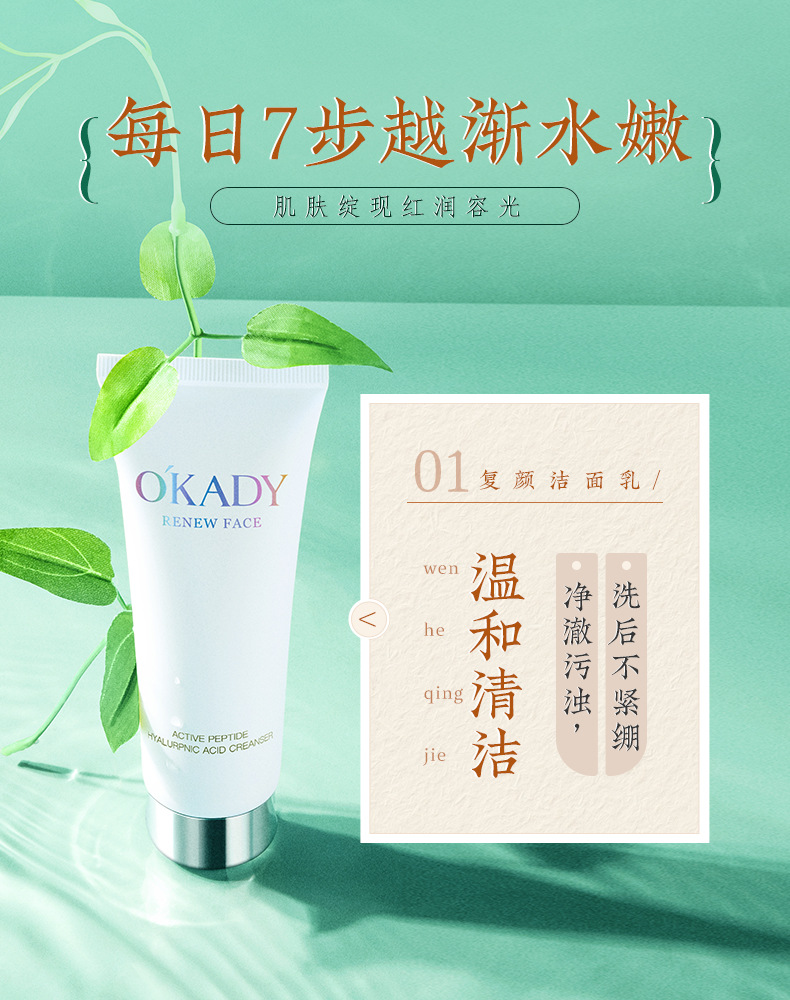 每日7步越渐水嫩
肌肤绽现红润容光
O'KADY
RENEW FACE
ACTIVE PEPTIDE
HYALURPNIC ACID CREANSER
01复颜洁面乳/
<
wen
he
qing
jie
温和清洁
净澈污浊，
洗后不紧绷